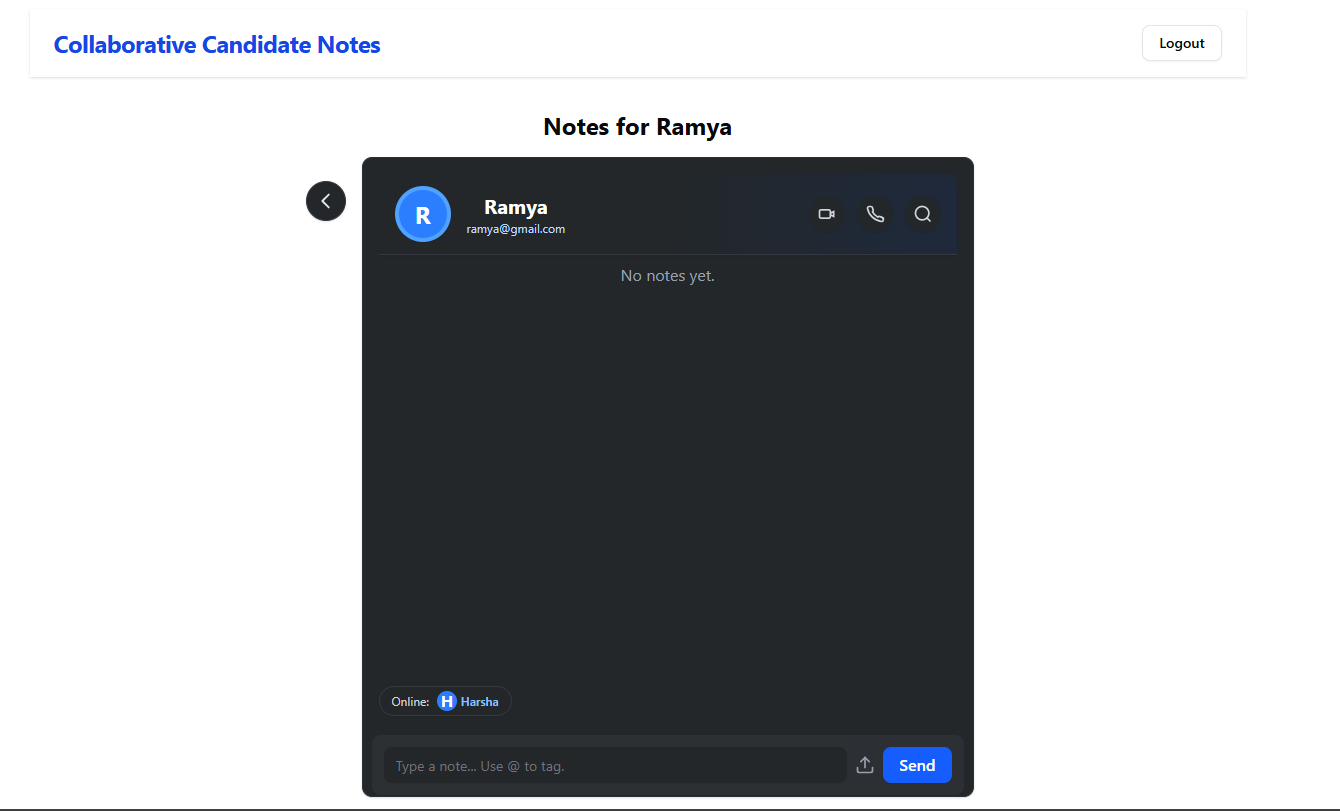 Collaborative Candidate Notes
Logout
Notes for Ramya
R
Ramya
ramya@gmail.com
No notes yet.
Online: H Harsha
Type a note... Use @ to tag.
Send